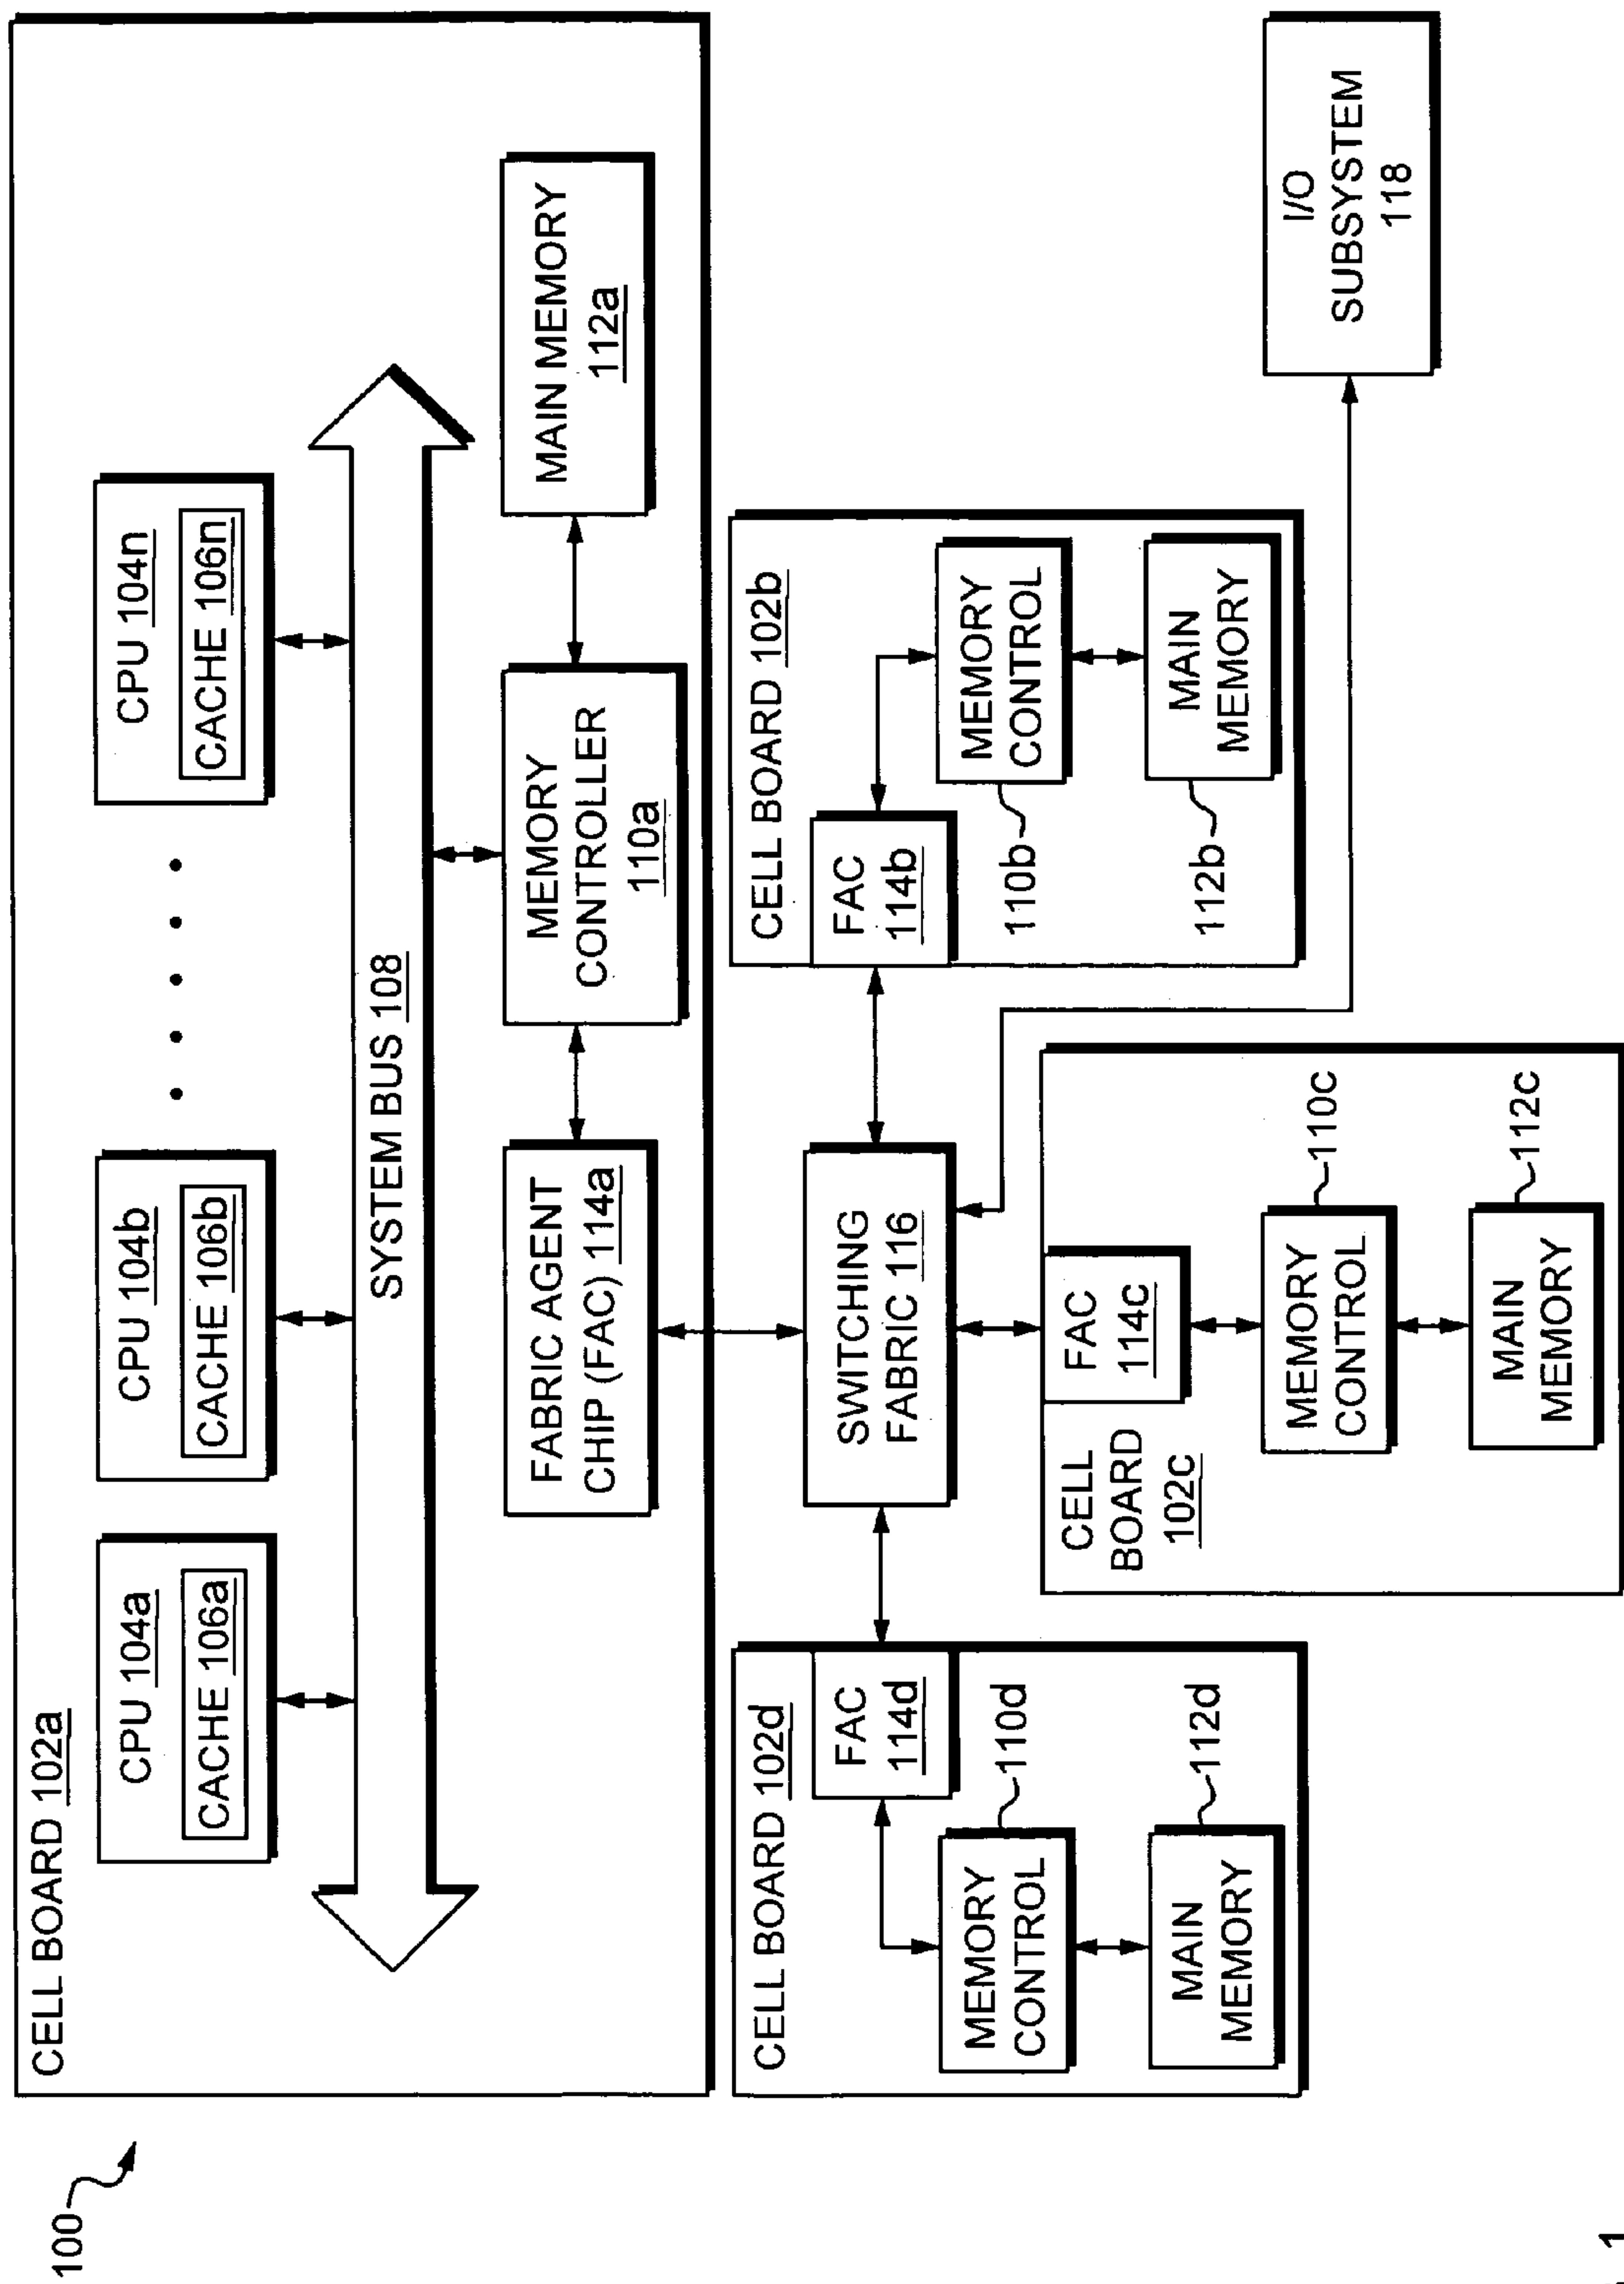 100
CELL BOARD 102a
CPU 104a
CACHE 106a
CPU 104b
CACHE 106b
CPU 104n
CACHE 106n
SYSTEM BUS 108
FABRIC AGENT
CHIP (FAC) 114a
MEMORY
CONTROLLER
110a
MAIN MEMORY
112a
CELL BOARD 102d
FAC
114d
MEMORY
CONTROL
110d
MAIN
MEMORY
112d
SWITCHING
FABRIC 116
CELL
BOARD
102c
FAC
114c
MEMORY
CONTROL
110c
MAIN
MEMORY
112c
CELL BOARD 102b
FAC
114b
MEMORY
CONTROL
110b
MAIN
MEMORY
112b
I/O
SUBSYSTEM
118
1